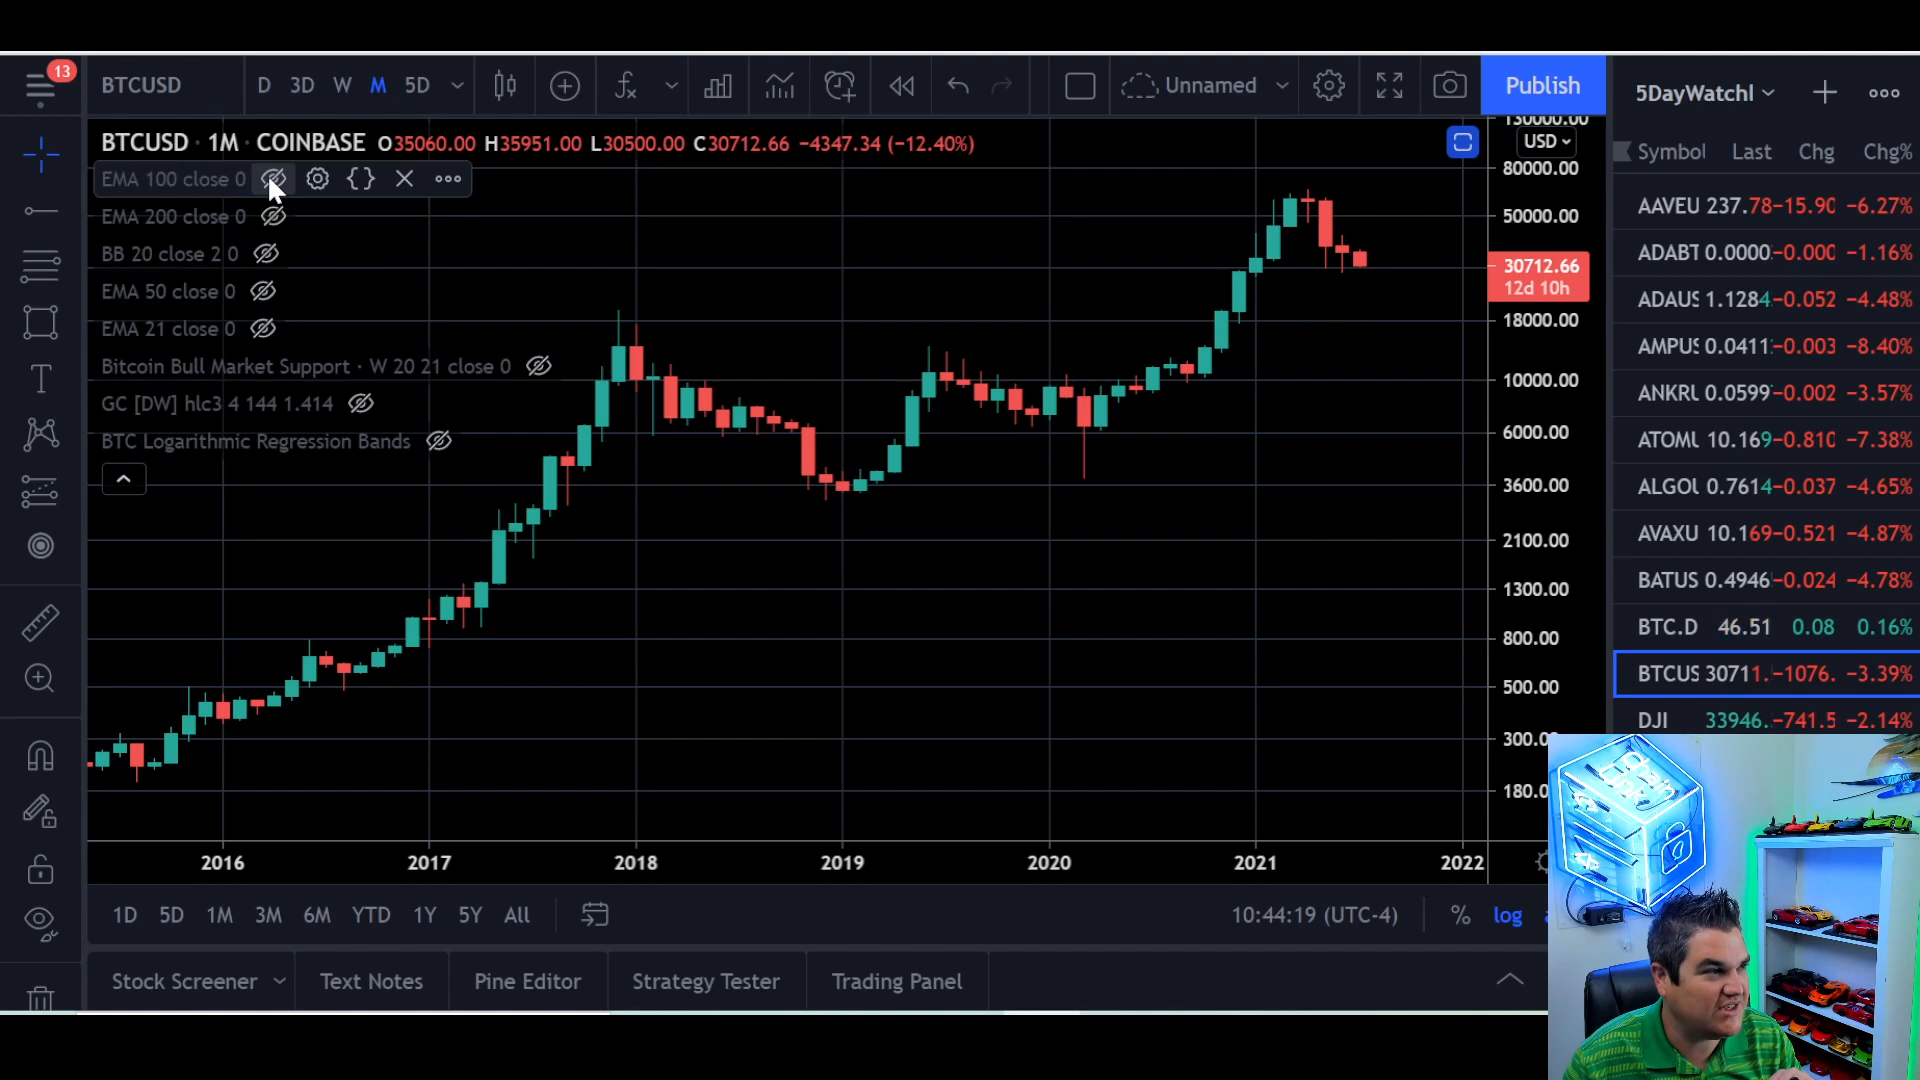 13
BTCUSD D 3D W M 5D Unnamed Publish
5DayWatchl
BTCUSD · 1M · COINBASE O35060.00 H35951.00 L30500.00 C30712.66 −4347.34 (−12.40%)
EMA 100 close 0
EMA 200 close 0
BB 20 close 2 0
EMA 50 close 0
EMA 21 close 0
Bitcoin Bull Market Support · W 20 21 close 0
GC [DW] hlc3 4 144 1.414
BTC Logarithmic Regression Bands
130000.00
USD
80000.00
50000.00
30712.66
12d 10h
18000.00
10000.00
6000.00
3600.00
2100.00
1300.00
800.00
500.00
300.0
180.0
2016 2017 2018 2019 2020 2021 2022
Symbol Last Chg Chg%
AAVEU 237.78 −15.90 −6.27%
ADABT 0.0000 −0.000 −1.16%
ADAUS 1.1284 −0.052 −4.48%
AMPUS 0.0411 −0.003 −8.40%
ANKRU 0.0599 −0.002 −3.57%
ATOMU 10.169 −0.810 −7.38%
ALGOU 0.7614 −0.037 −4.65%
AVAXU 10.169 −0.521 −4.87%
BATUS 0.4946 −0.024 −4.78%
BTC.D 46.51 0.08 0.16%
BTCUS 30711. −1076. −3.39%
DJI 33946. −741.5 −2.14%
1D 5D 1M 3M 6M YTD 1Y 5Y All
10:44:19 (UTC-4) % log
Stock Screener Text Notes Pine Editor Strategy Tester Trading Panel
Chain
Link